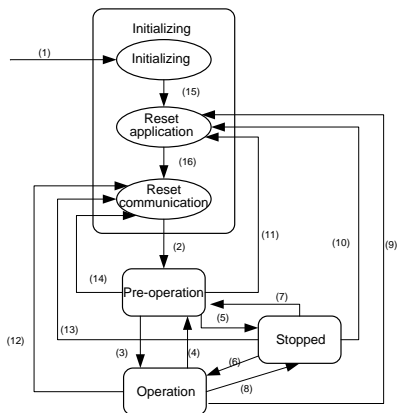 Initializing
(1)
Initializing
(15)
Reset
application
(16)
Reset
communication
(9)
(10)
(11)
(2)
(14)
Pre-operation
(7)
(5)
(12)
(13)
Stopped
(3)
(4)
(6)
(8)
Operation